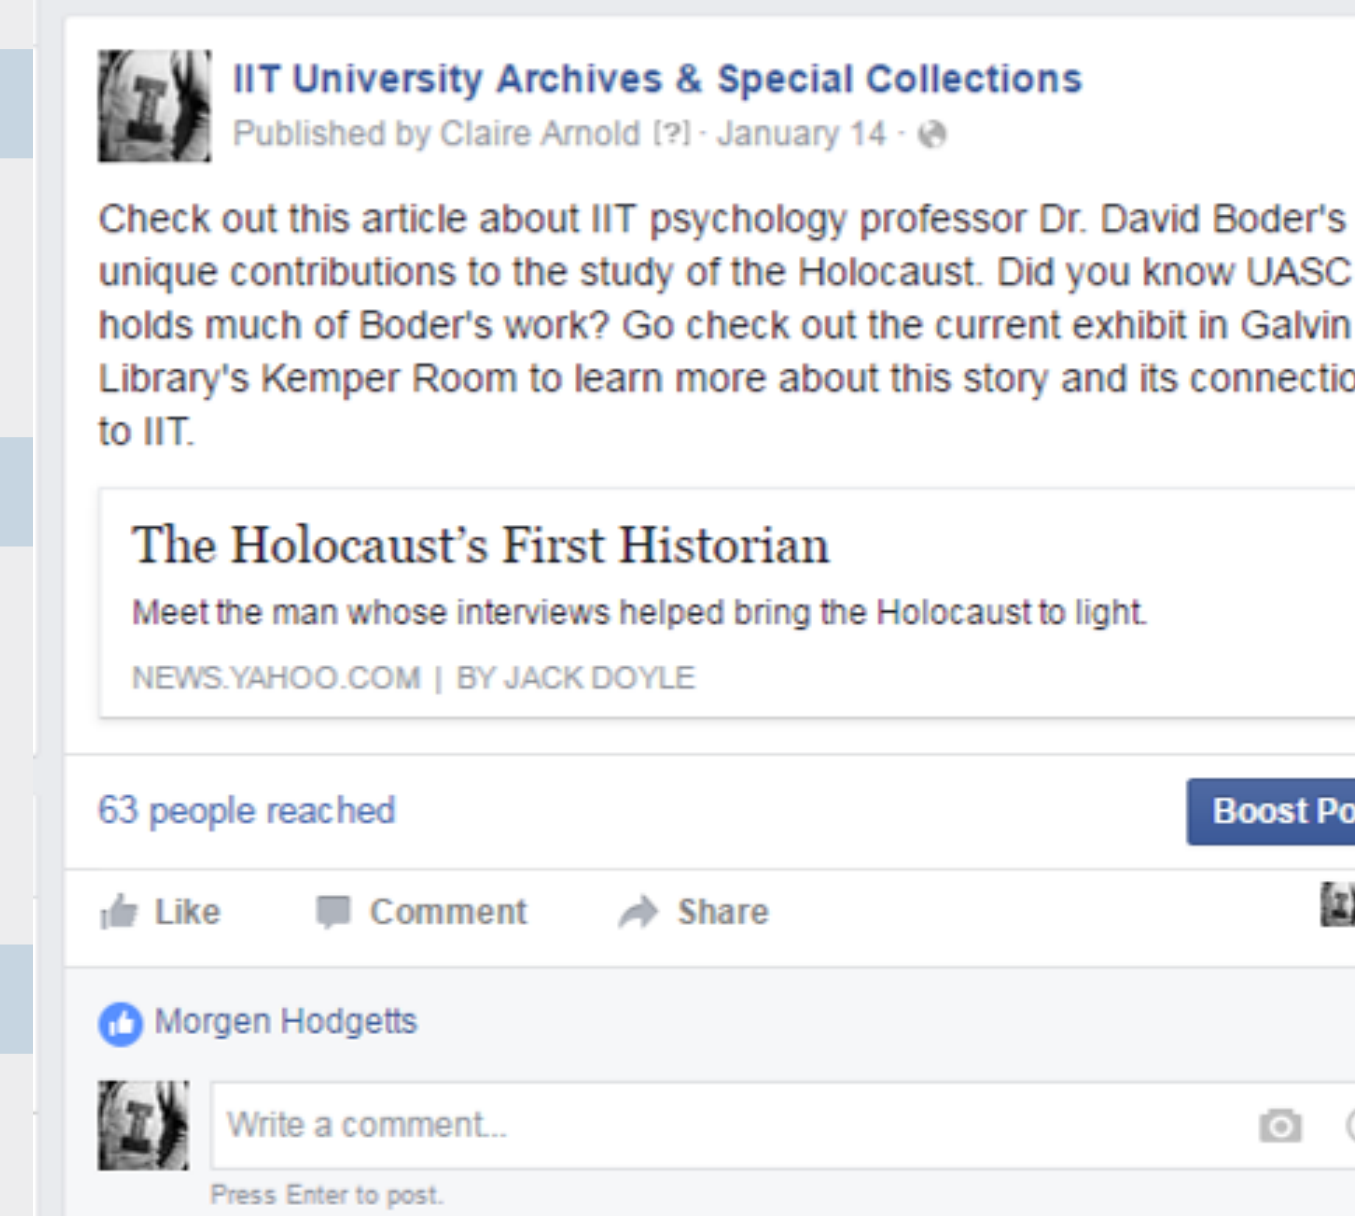 IIT University Archives & Special Collections
Published by Claire Arnold [?] · January 14 ·
Check out this article about IIT psychology professor Dr. David Boder's
unique contributions to the study of the Holocaust. Did you know UASC
holds much of Boder's work? Go check out the current exhibit in Galvin
Library's Kemper Room to learn more about this story and its connectio
to IIT.
The Holocaust’s First Historian
Meet the man whose interviews helped bring the Holocaust to light.
NEWS.YAHOO.COM | BY JACK DOYLE
63 people reached
Boost Po
Like Comment Share
Morgen Hodgetts
Write a comment...
Press Enter to post.